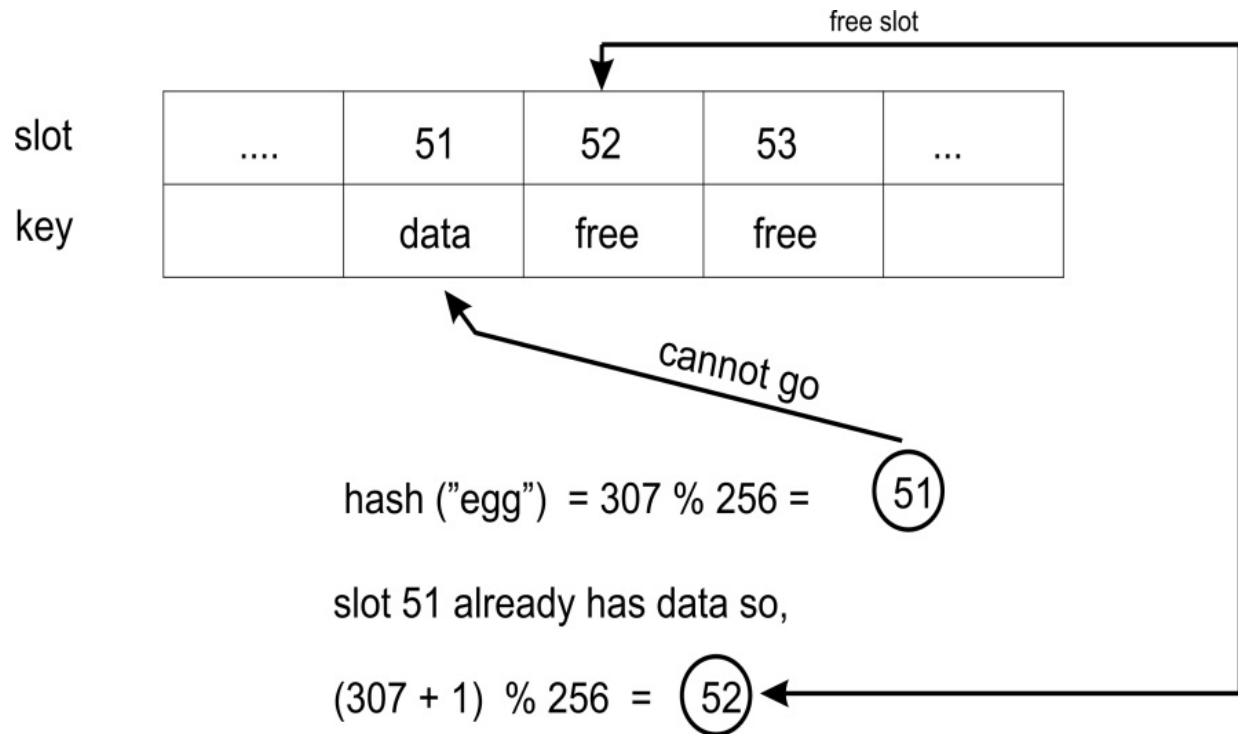 free slot
slot .... 51 52 53 ...
key data free free
cannot go
hash (”egg”) = 307 % 256 = 51
slot 51 already has data so,
(307 + 1) % 256 = 52